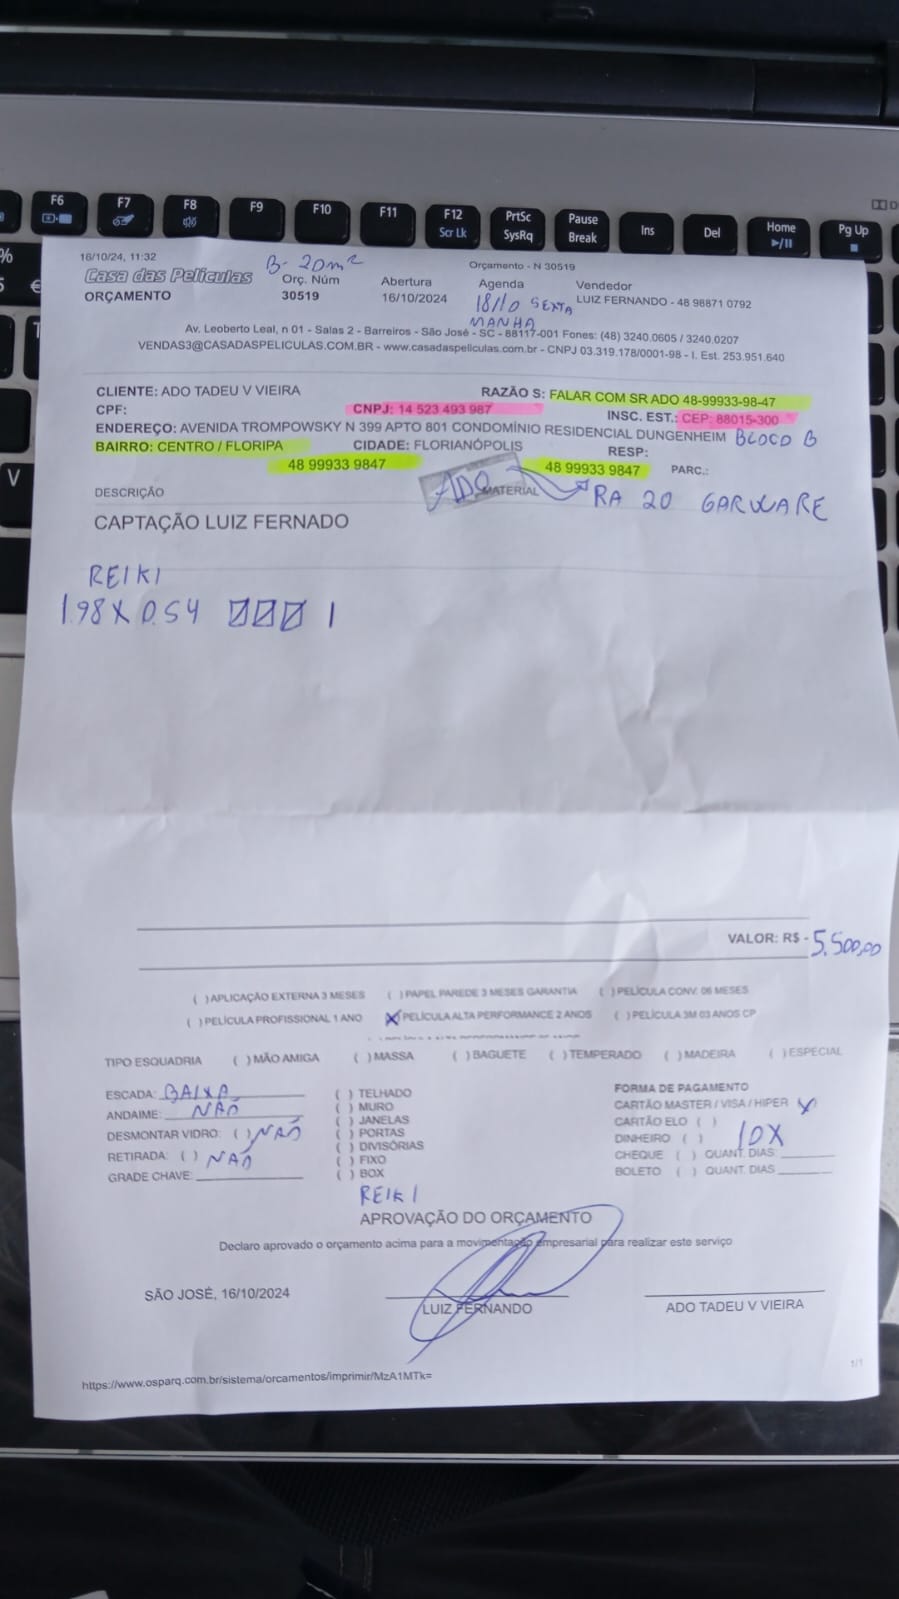 F6 F7 F8 F9 F10 F11 F12 Scr Lk PrtSc SysRq Pause Break Ins Del Home Pg Up
16/10/24, 11:32
B- 20m²
Orçamento - N 30519
Casa das Películas
Orç. Núm
Abertura
Agenda
Vendedor
ORÇAMENTO
30519
16/10/2024
18/10 SEXTA
MANHA
LUIZ FERNANDO - 48 98871 0792
Av. Leoberto Leal, n 01 - Salas 2 - Barreiros - São José - SC - 88117-001 Fones: (48) 3240.0605 / 3240.0207
VENDAS3@CASADASPELICULAS.COM.BR - www.casadaspeliculas.com.br - CNPJ 03.319.178/0001-98 - I. Est. 253.951.640
CLIENTE: ADO TADEU V VIEIRA RAZÃO S: FALAR COM SR ADO 48-99933-98-47
CPF: CNPJ: 14 523 493 987 INSC. EST.: CEP: 88015-300
ENDEREÇO: AVENIDA TROMPOWSKY N 399 APTO 801 CONDOMÍNIO RESIDENCIAL DUNGENHEIM BLOCO B
BAIRRO: CENTRO / FLORIPA CIDADE: FLORIANÓPOLIS RESP:
48 99933 9847 48 99933 9847 PARC.:
DESCRIÇÃO ADO MATERIAL RA 20 GARWARE
CAPTAÇÃO LUIZ FERNADO
REIKI
1.98 X 0.54
VALOR: R$ - 5.500,00
( ) APLICAÇÃO EXTERNA 3 MESES ( ) PAPEL PAREDE 3 MESES GARANTIA ( ) PELÍCULA CONV. 06 MESES
( ) PELÍCULA PROFISSIONAL 1 ANO (X) PELÍCULA ALTA PERFORMANCE 2 ANOS ( ) PELÍCULA 3M 03 ANOS CP
TIPO ESQUADRIA ( ) MÃO AMIGA ( ) MASSA ( ) BAGUETE ( ) TEMPERADO ( ) MADEIRA ( ) ESPECIAL
ESCADA: BAIXA
ANDAIME: NÃO
DESMONTAR VIDRO: ( ) NÃO
RETIRADA: ( ) NÃO
GRADE CHAVE:
( ) TELHADO
( ) MURO
( ) JANELAS
( ) PORTAS
( ) DIVISÓRIAS
( ) FIXO
( ) BOX
REIKI
FORMA DE PAGAMENTO
CARTÃO MASTER / VISA / HIPER X
CARTÃO ELO ( )
DINHEIRO ( ) 10X
CHEQUE ( ) QUANT. DIAS:
BOLETO ( ) QUANT. DIAS
APROVAÇÃO DO ORÇAMENTO
Declaro aprovado o orçamento acima para a movimentação empresarial para realizar este serviço
SÃO JOSÉ, 16/10/2024
LUIZ FERNANDO
ADO TADEU V VIEIRA
1/1
https://www.osparq.com.br/sistema/orcamentos/imprimir/MzA1MTk=